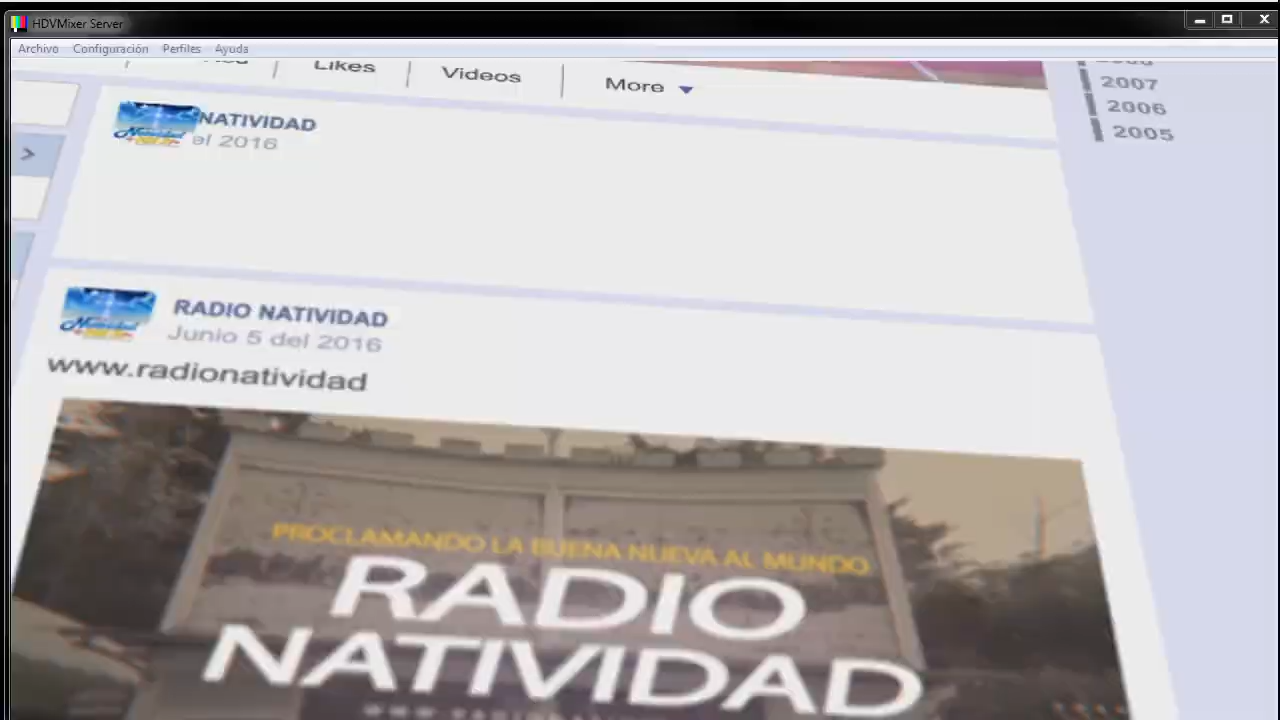 HDVMixer Server
Archivo Configuración Perfiles Ayuda
Likes Videos More
2007
2006
2005
NATIVIDAD
el 2016
RADIO NATIVIDAD
Junio 5 del 2016
www.radionatividad
PROCLAMANDO LA BUENA NUEVA AL MUNDO
RADIO
NATIVIDAD